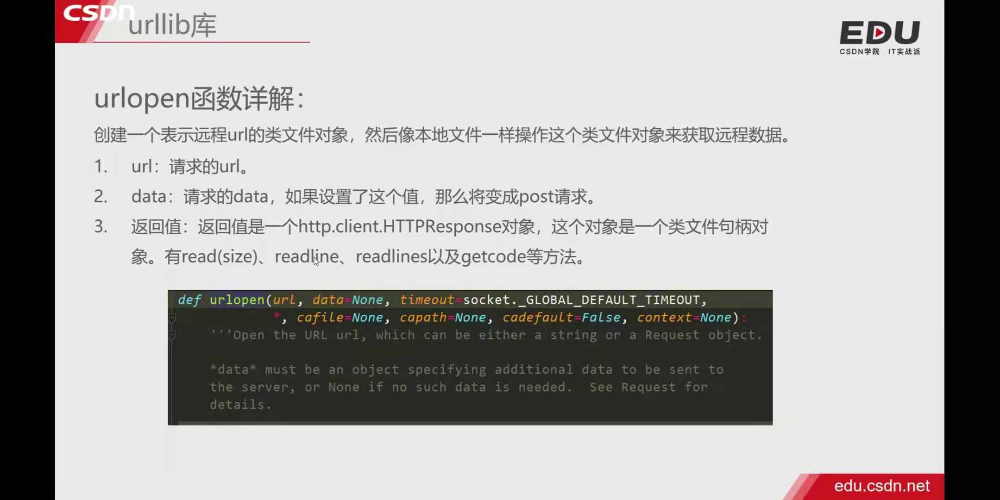 CSDN
urllib库
EDU
CSDN学院 IT实战派
urlopen函数详解：
创建一个表示远程url的类文件对象，然后像本地文件一样操作这个类文件对象来获取远程数据。
1. url：请求的url。
2. data：请求的data，如果设置了这个值，那么将变成post请求。
3. 返回值：返回值是一个http.client.HTTPResponse对象，这个对象是一个类文件句柄对
象。有read(size)、readline、readlines以及getcode等方法。
def urlopen(url, data=None, timeout=socket._GLOBAL_DEFAULT_TIMEOUT,
*, cafile=None, capath=None, cadefault=False, context=None):
'''Open the URL url, which can be either a string or a Request object.
*data* must be an object specifying additional data to be sent to
the server, or None if no such data is needed.  See Request for
details.
edu.csdn.net